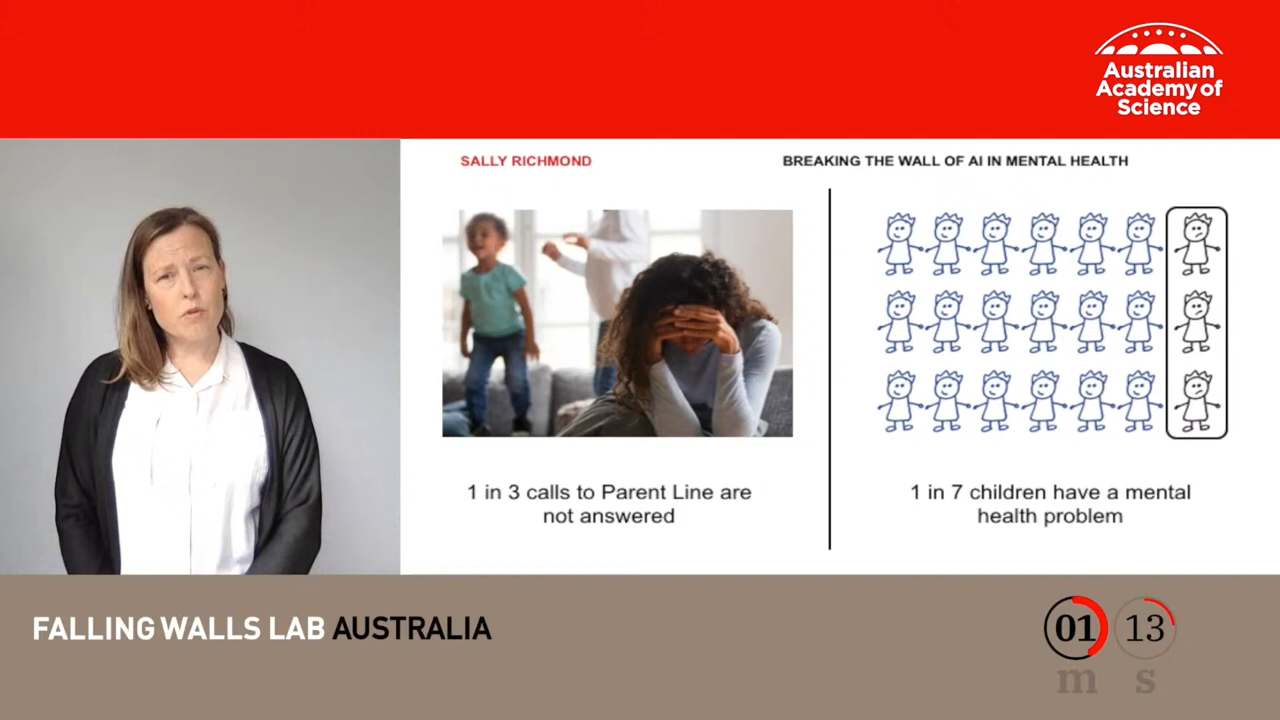 Australian
Academy of
Science
SALLY RICHMOND
BREAKING THE WALL OF AI IN MENTAL HEALTH
1 in 3 calls to Parent Line are
not answered
1 in 7 children have a mental
health problem
FALLING WALLS LAB AUSTRALIA
01 13
m s